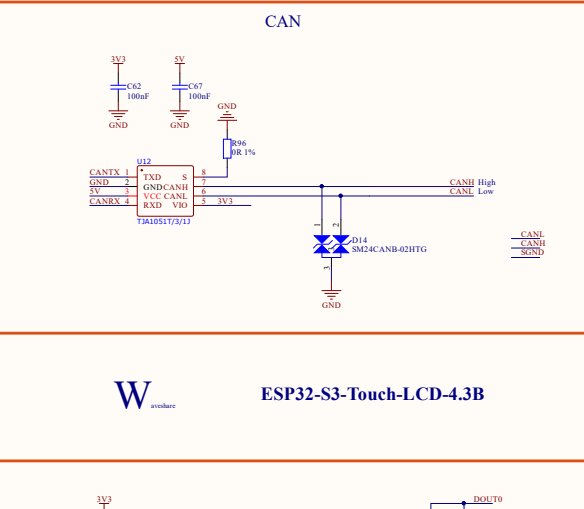 CAN
3V3
5V
C62
100nF
C67
100nF
GND
GND
GND
R96
0R 1%
U12
CANTX 1 TXD S 8
GND 2 GND CANH 7 CANH High
5V 3 VCC CANL 6 CANL Low
CANRX 4 RXD VIO 5 3V3
TJA1051T/3/1J
1 2
D14
SM24CANB-02HTG
3
GND
CANL
CANH
SGND
Waveshare
ESP32-S3-Touch-LCD-4.3B
3V3
DOUT0